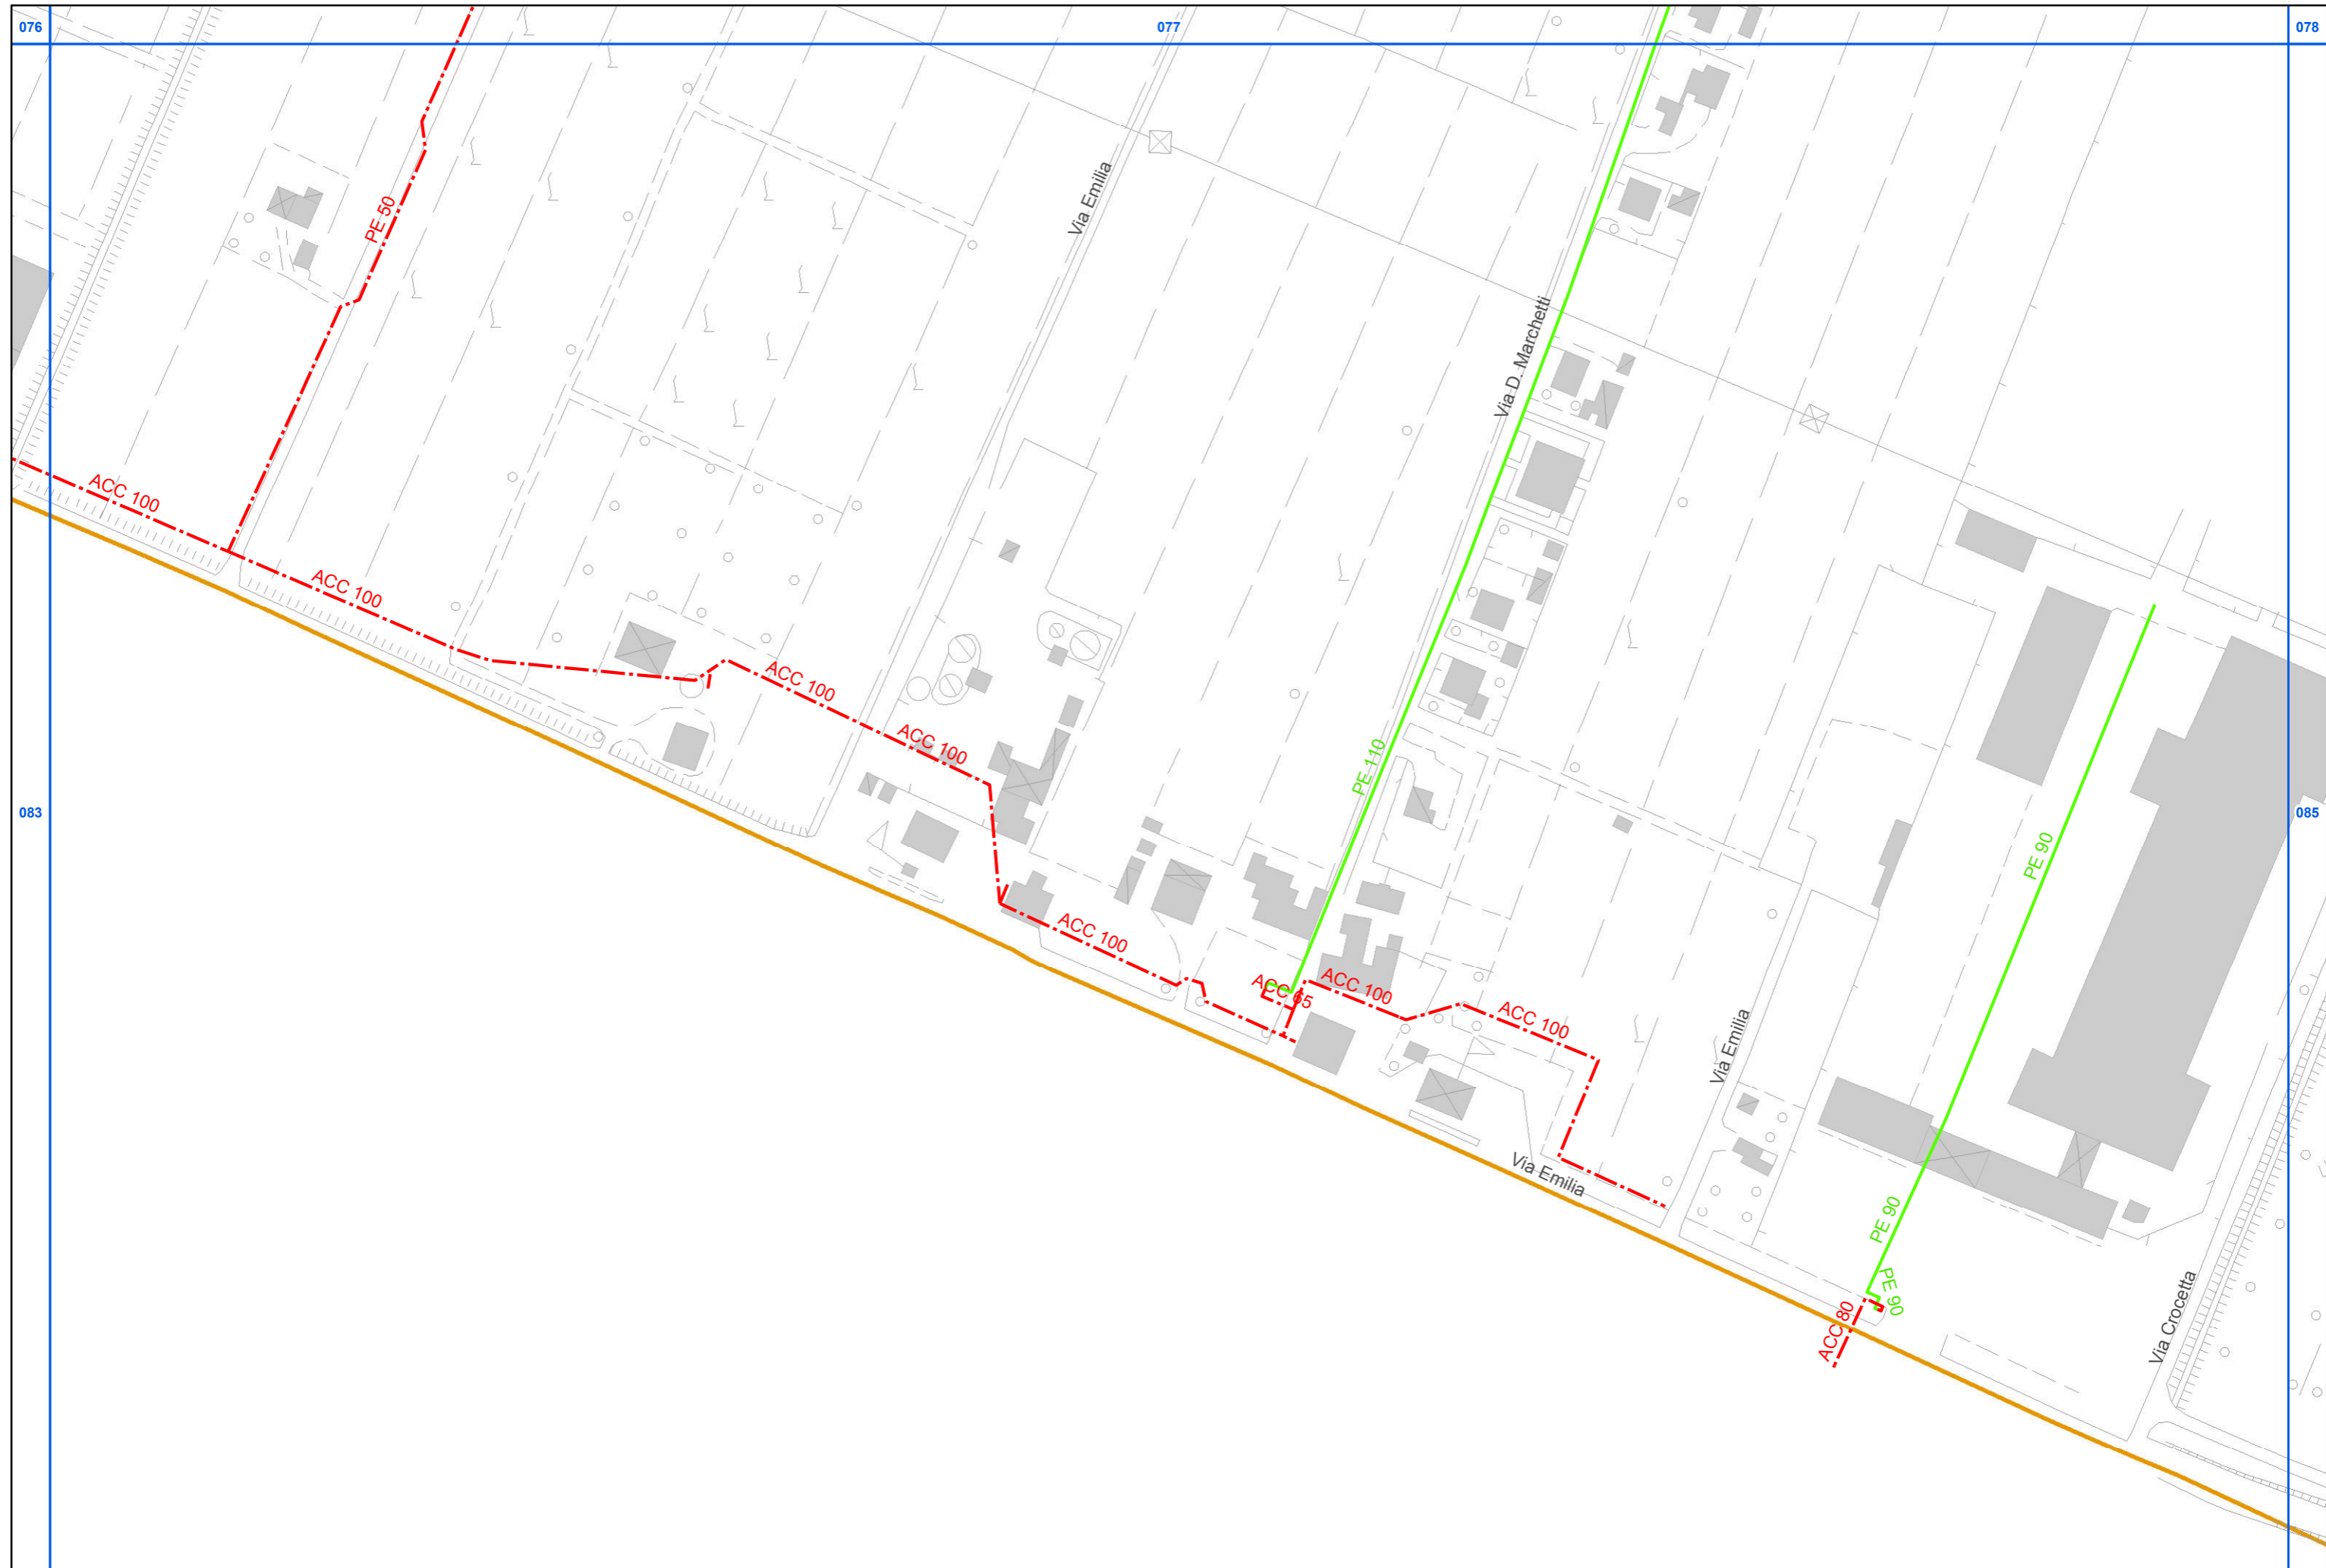 076
077
078
Via Emilia
PE 50
Via D. Marchetti
ACC 100
ACC 100
ACC 100
ACC 100
PE 110
083
085
PE 90
ACC 100
ACC 65
ACC 100
ACC 100
Via Emilia
Via Emilia
PE 90
PE 90
ACC 80
Via Crocetta